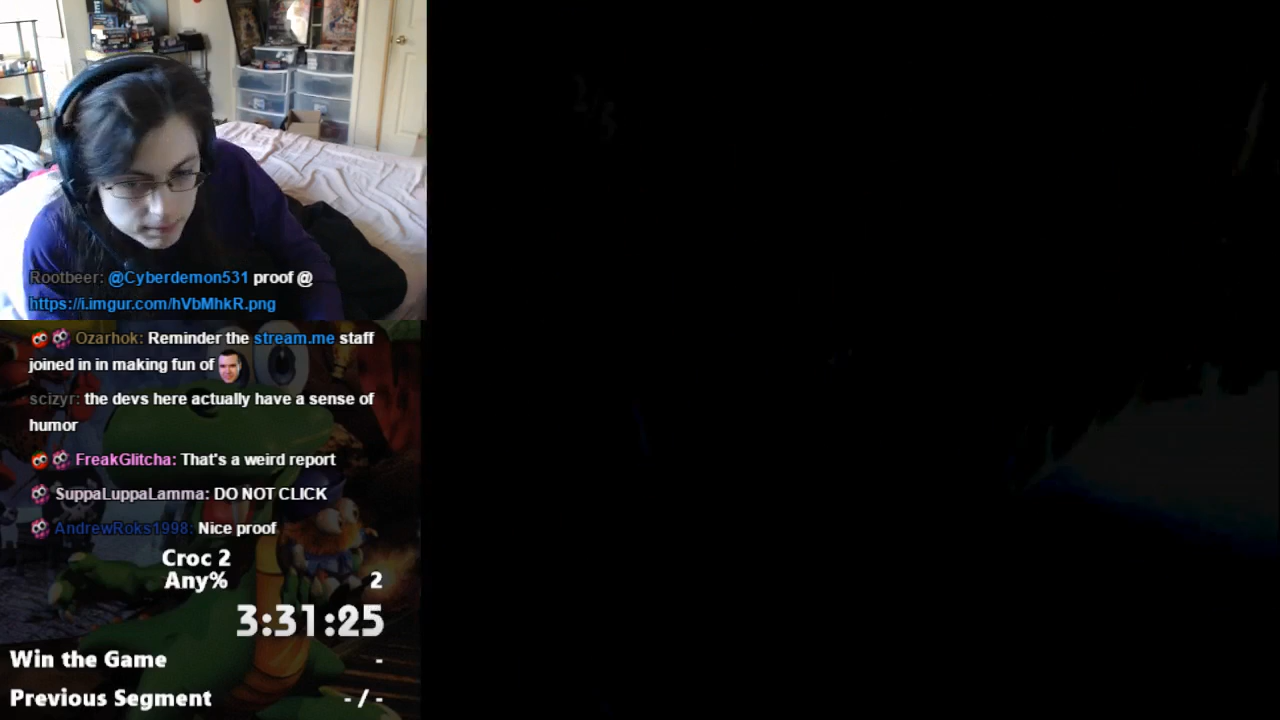 Rootbeer: @Cyberdemon531 proof @
https://i.imgur.com/hVbMhkR.png
Ozarhok: Reminder the stream.me staff
joined in in making fun of
scizyr: the devs here actually have a sense of
humor
FreakGlitcha: That's a weird report
SuppaLuppaLamma: DO NOT CLICK
AndrewRoks1998: Nice proof
Croc 2
Any% 2
3:31:25
Win the Game -
Previous Segment - / -